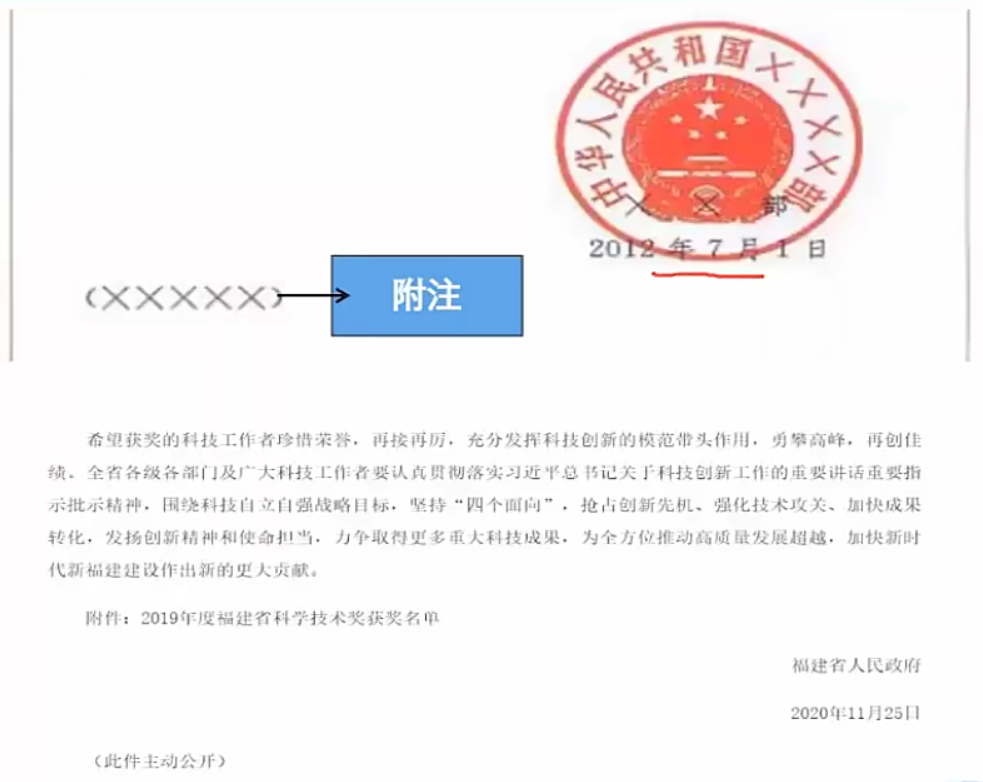 中华人民共和国××××部
××部
2012年7月1日
（×××××）
附注
希望获奖的科技工作者珍惜荣誉，再接再厉，充分发挥科技创新的模范带头作用，勇攀高峰，再创佳
绩。全省各级各部门及广大科技工作者要认真贯彻落实习近平总书记关于科技创新工作的重要讲话重要指
示批示精神，围绕科技自立自强战略目标，坚持“四个面向”，抢占创新先机、强化技术攻关、加快成果
转化，发扬创新精神和使命担当，力争取得更多重大科技成果，为全方位推动高质量发展超越，加快新时
代新福建建设作出新的更大贡献。
附件：2019年度福建省科学技术奖获奖名单
福建省人民政府
2020年11月25日
（此件主动公开）